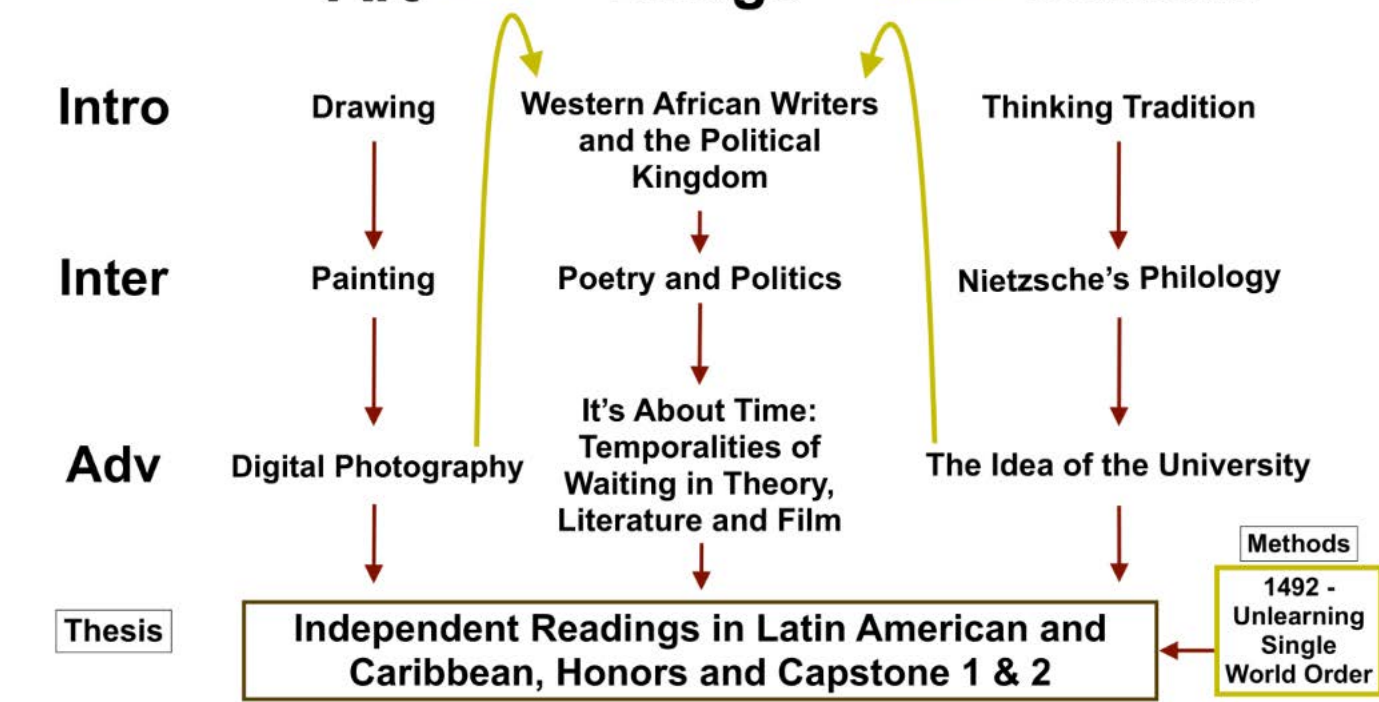 Intro
Drawing
Western African Writers
and the Political
Kingdom
Thinking Tradition
Inter
Painting
Poetry and Politics
Nietzsche’s Philology
Adv
Digital Photography
It’s About Time:
Temporalities of
Waiting in Theory,
Literature and Film
The Idea of the University
Methods
1492 -
Unlearning
Single
World Order
Thesis
Independent Readings in Latin American and
Caribbean, Honors and Capstone 1 & 2